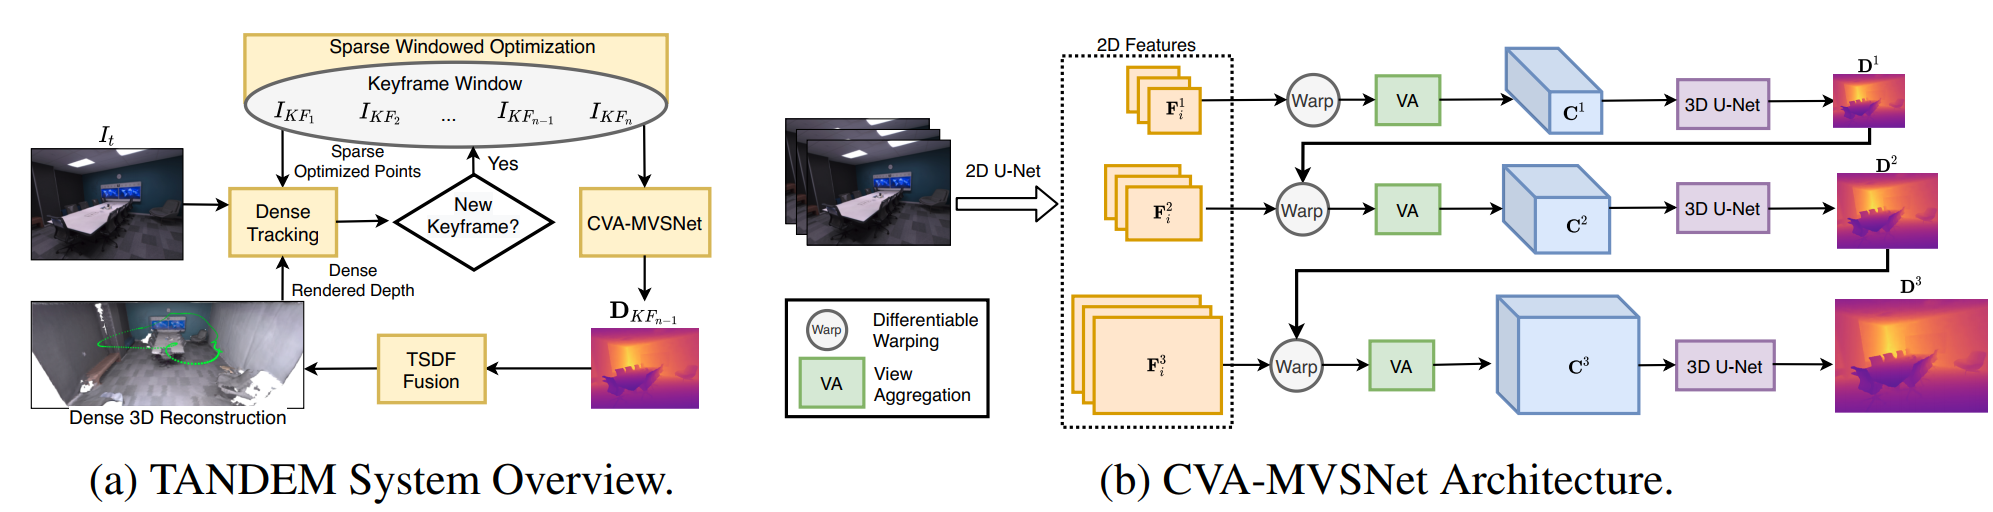 Sparse Windowed Optimization
Keyframe Window
I_{KF_1} I_{KF_2} ... I_{KF_{n-1}} I_{KF_n}
I_t
Sparse
Optimized Points
Yes
Dense
Tracking
New
Keyframe?
CVA-MVSNet
Dense
Rendered Depth
D_{KF_{n-1}}
TSDF
Fusion
Dense 3D Reconstruction
(a) TANDEM System Overview.
2D Features
2D U-Net
F_i^1
Warp
VA
C^1
3D U-Net
D^1
F_i^2
Warp
VA
C^2
3D U-Net
D^2
F_i^3
Warp
VA
C^3
3D U-Net
D^3
Warp
Differentiable
Warping
VA
View
Aggregation
(b) CVA-MVSNet Architecture.